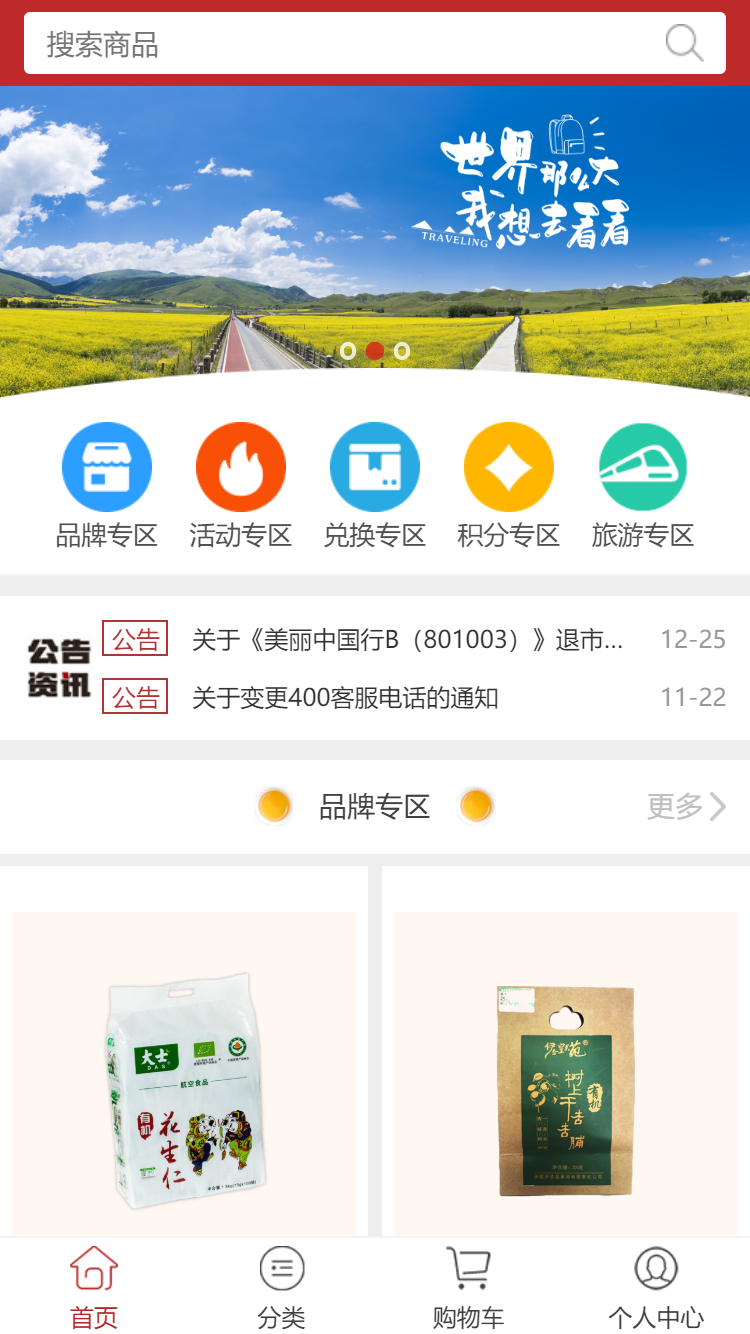 搜索商品
世界那么大
我想去看看
TRAVELING
品牌专区 活动专区 兑换专区 积分专区 旅游专区
公告资讯
公告 关于《美丽中国行B（801003）》退市... 12-25
公告 关于变更400客服电话的通知 11-22
品牌专区 更多
大士
DAS
航空食品
有机
花生仁
树上干吉吉脯
有机
首页 分类 购物车 个人中心